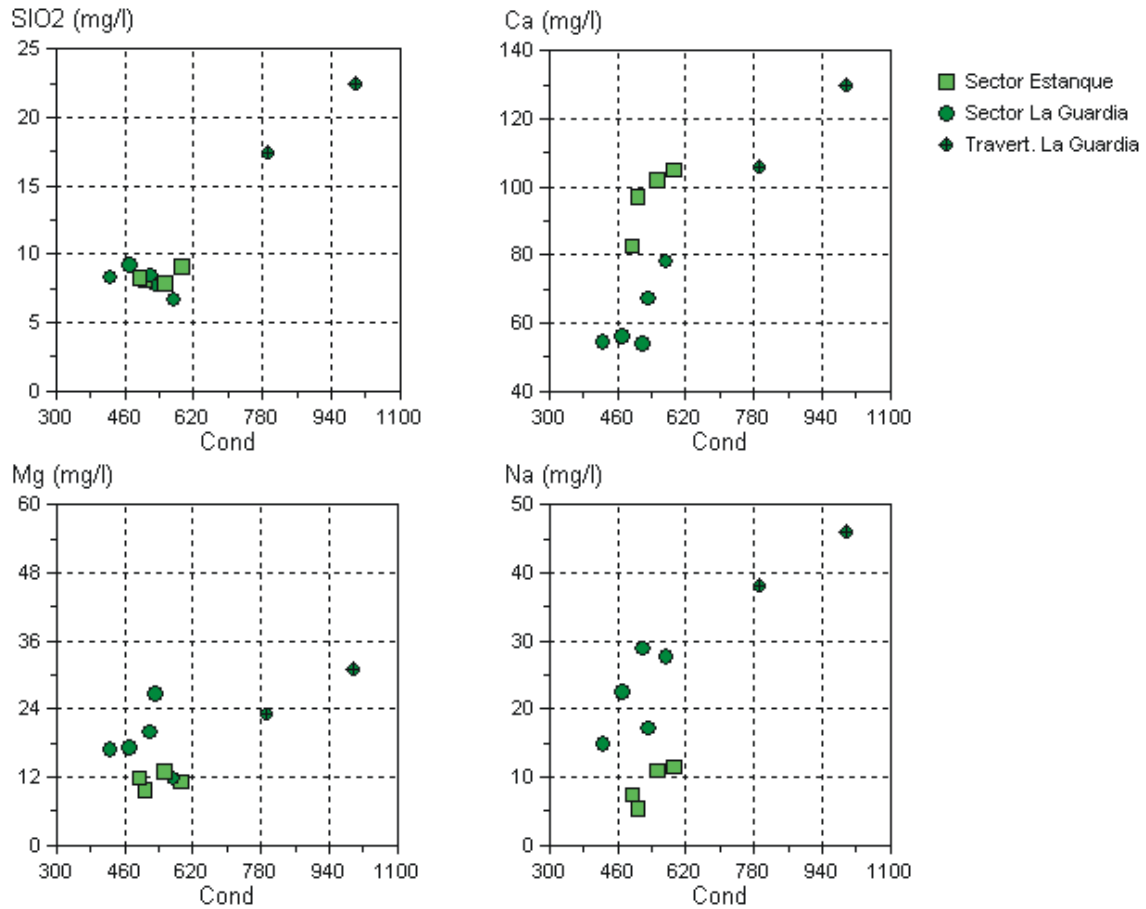 SIO2 (mg/l)
25
20
15
10
5
0
300 460 620 780 940 1100
Cond
Ca (mg/l)
140
120
100
80
60
40
300 460 620 780 940 1100
Cond
Sector Estanque
Sector La Guardia
Travert. La Guardia
Mg (mg/l)
60
48
36
24
12
0
300 460 620 780 940 1100
Cond
Na (mg/l)
50
40
30
20
10
0
300 460 620 780 940 1100
Cond